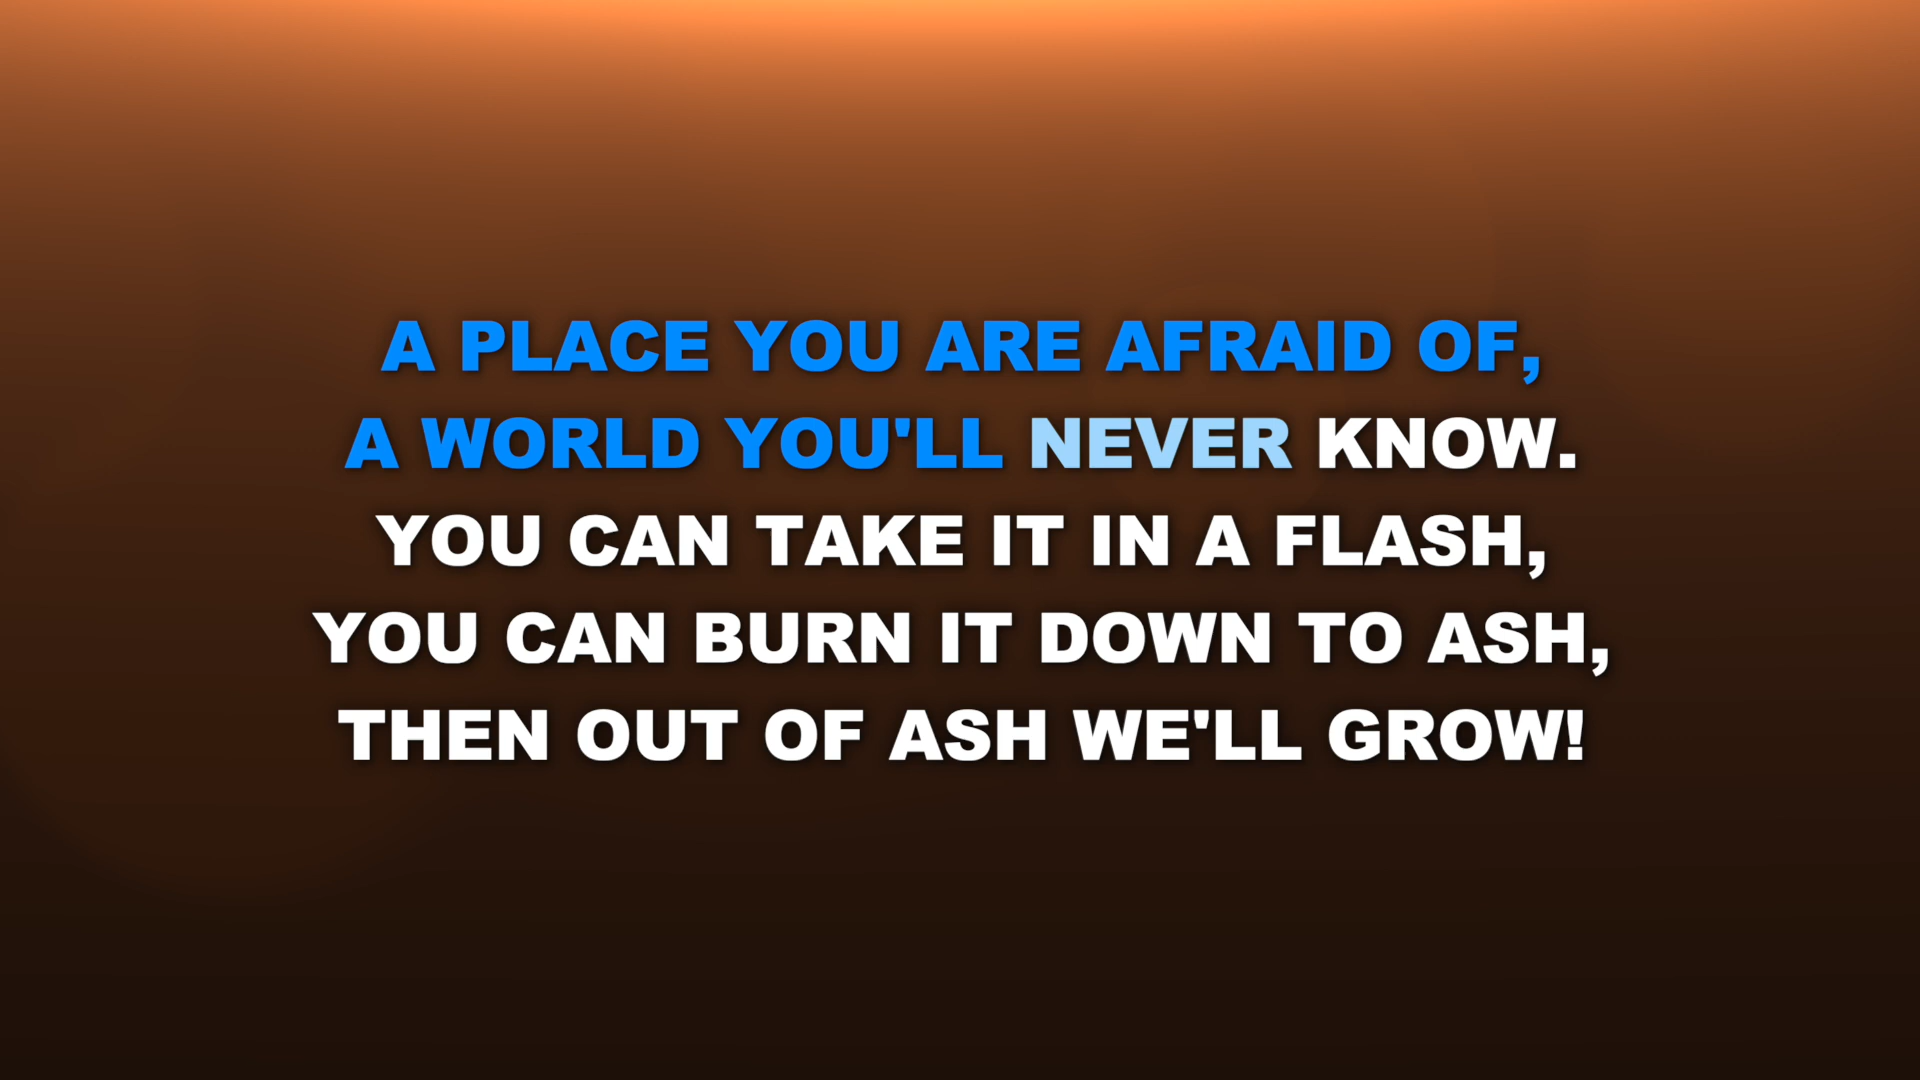 A PLACE YOU ARE AFRAID OF,
A WORLD YOU'LL NEVER KNOW.
YOU CAN TAKE IT IN A FLASH,
YOU CAN BURN IT DOWN TO ASH,
THEN OUT OF ASH WE'LL GROW!